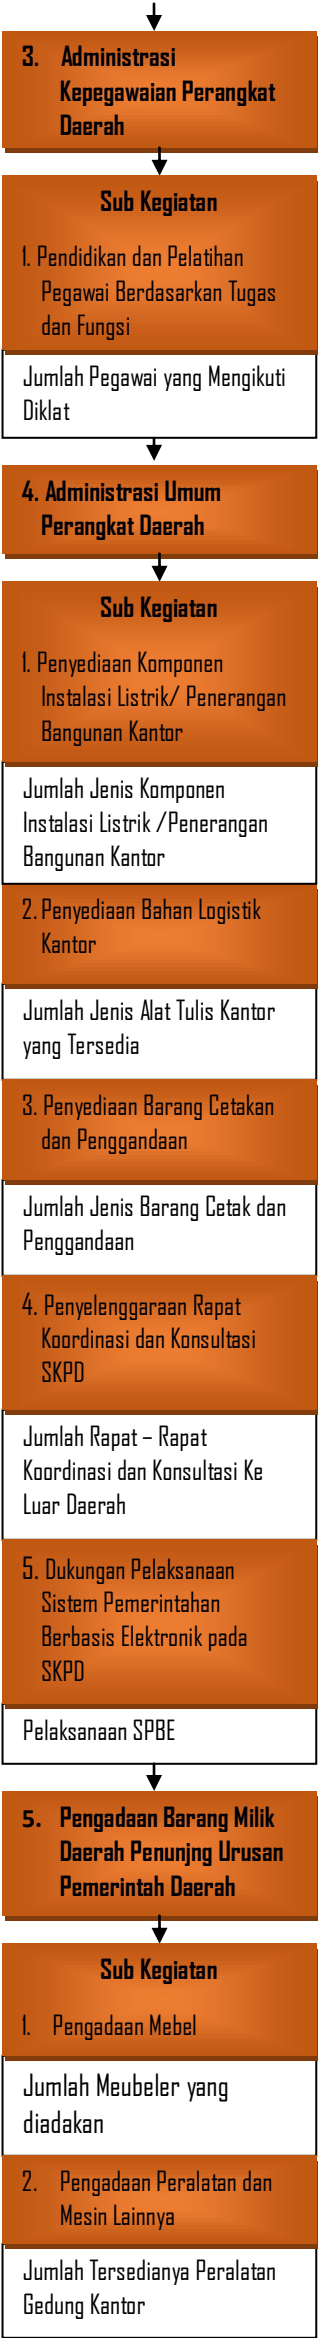 3. Administrasi
Kepegawaian Perangkat
Daerah
Sub Kegiatan
1. Pendidikan dan Pelatihan
Pegawai Berdasarkan Tugas
dan Fungsi
Jumlah Pegawai yang Mengikuti
Diklat
4. Administrasi Umum
Perangkat Daerah
Sub Kegiatan
1. Penyediaan Komponen
Instalasi Listrik/ Penerangan
Bangunan Kantor
Jumlah Jenis Komponen
Instalasi Listrik /Penerangan
Bangunan Kantor
2. Penyediaan Bahan Logistik
Kantor
Jumlah Jenis Alat Tulis Kantor
yang Tersedia
3. Penyediaan Barang Cetakan
dan Penggandaan
Jumlah Jenis Barang Cetak dan
Penggandaan
4. Penyelenggaraan Rapat
Koordinasi dan Konsultasi
SKPD
Jumlah Rapat – Rapat
Koordinasi dan Konsultasi Ke
Luar Daerah
5. Dukungan Pelaksanaan
Sistem Pemerintahan
Berbasis Elektronik pada
SKPD
Pelaksanaan SPBE
5. Pengadaan Barang Milik
Daerah Penunjng Urusan
Pemerintah Daerah
Sub Kegiatan
1. Pengadaan Mebel
Jumlah Meubeler yang
diadakan
2. Pengadaan Peralatan dan
Mesin Lainnya
Jumlah Tersedianya Peralatan
Gedung Kantor